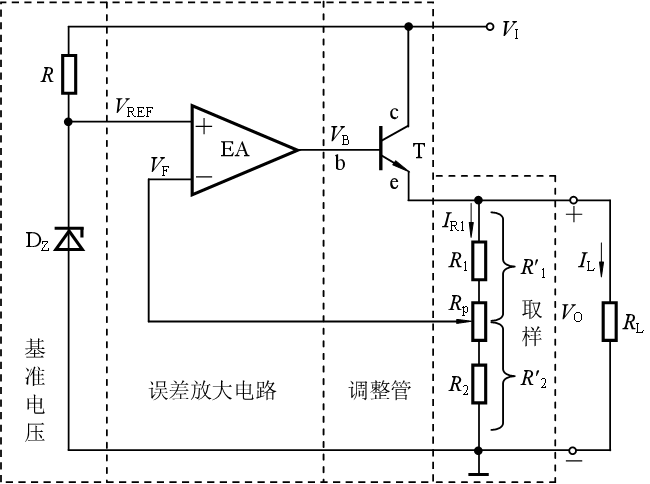 V_I
R
V_REF
c
EA
V_B
T
V_F
b
e
+
−
D_Z
I_R1
+
R_1
R'_1
I_L
R_p
取样
V_O
R_L
R_2
R'_2
基准电压
误差放大电路
调整管
−